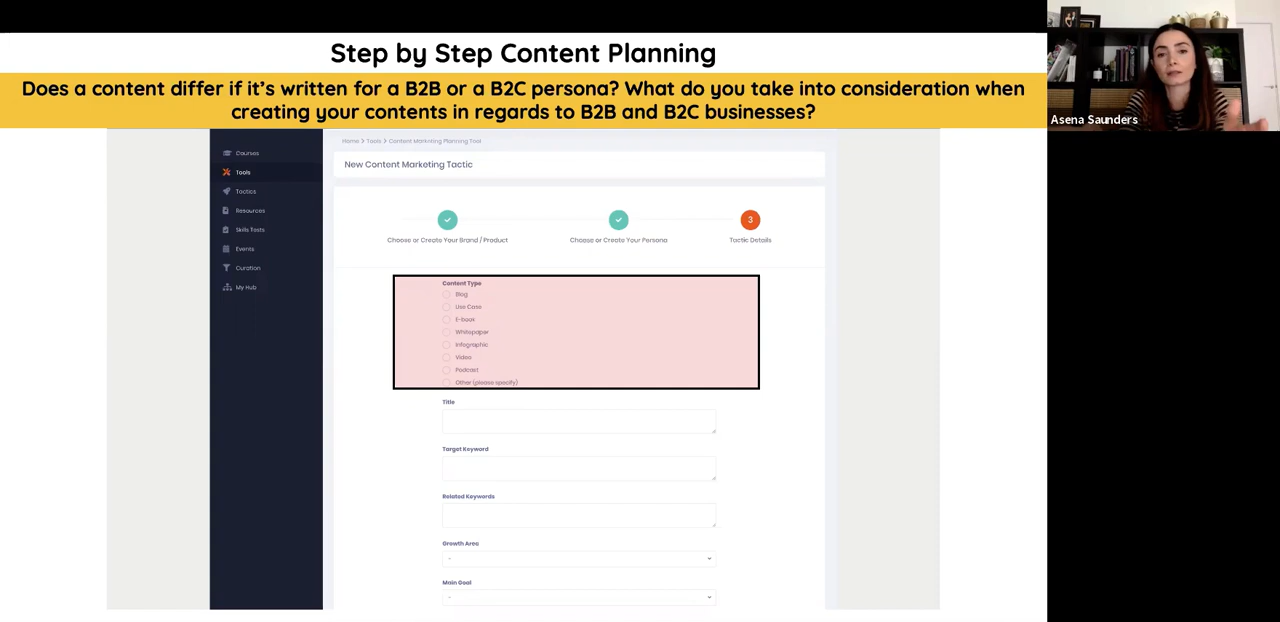 Step by Step Content Planning
Does a content differ if it's written for a B2B or a B2C persona? What do you take into consideration when
creating your contents in regards to B2B and B2C businesses?
Asena Saunders
Courses
Tools
Tactics
Resources
Skills Tests
Events
Curation
My Hub
Home > Tools > Content Marketing Planning Tool
New Content Marketing Tactic
3
Choose or Create Your Brand / Product
Choose or Create Your Persona
Tactic Details
Content Type
Blog
Use Case
E-book
Whitepaper
Infographic
Video
Podcast
Other (please specify)
Title
Target Keyword
Related Keywords
Growth Area
-
Main Goal
-